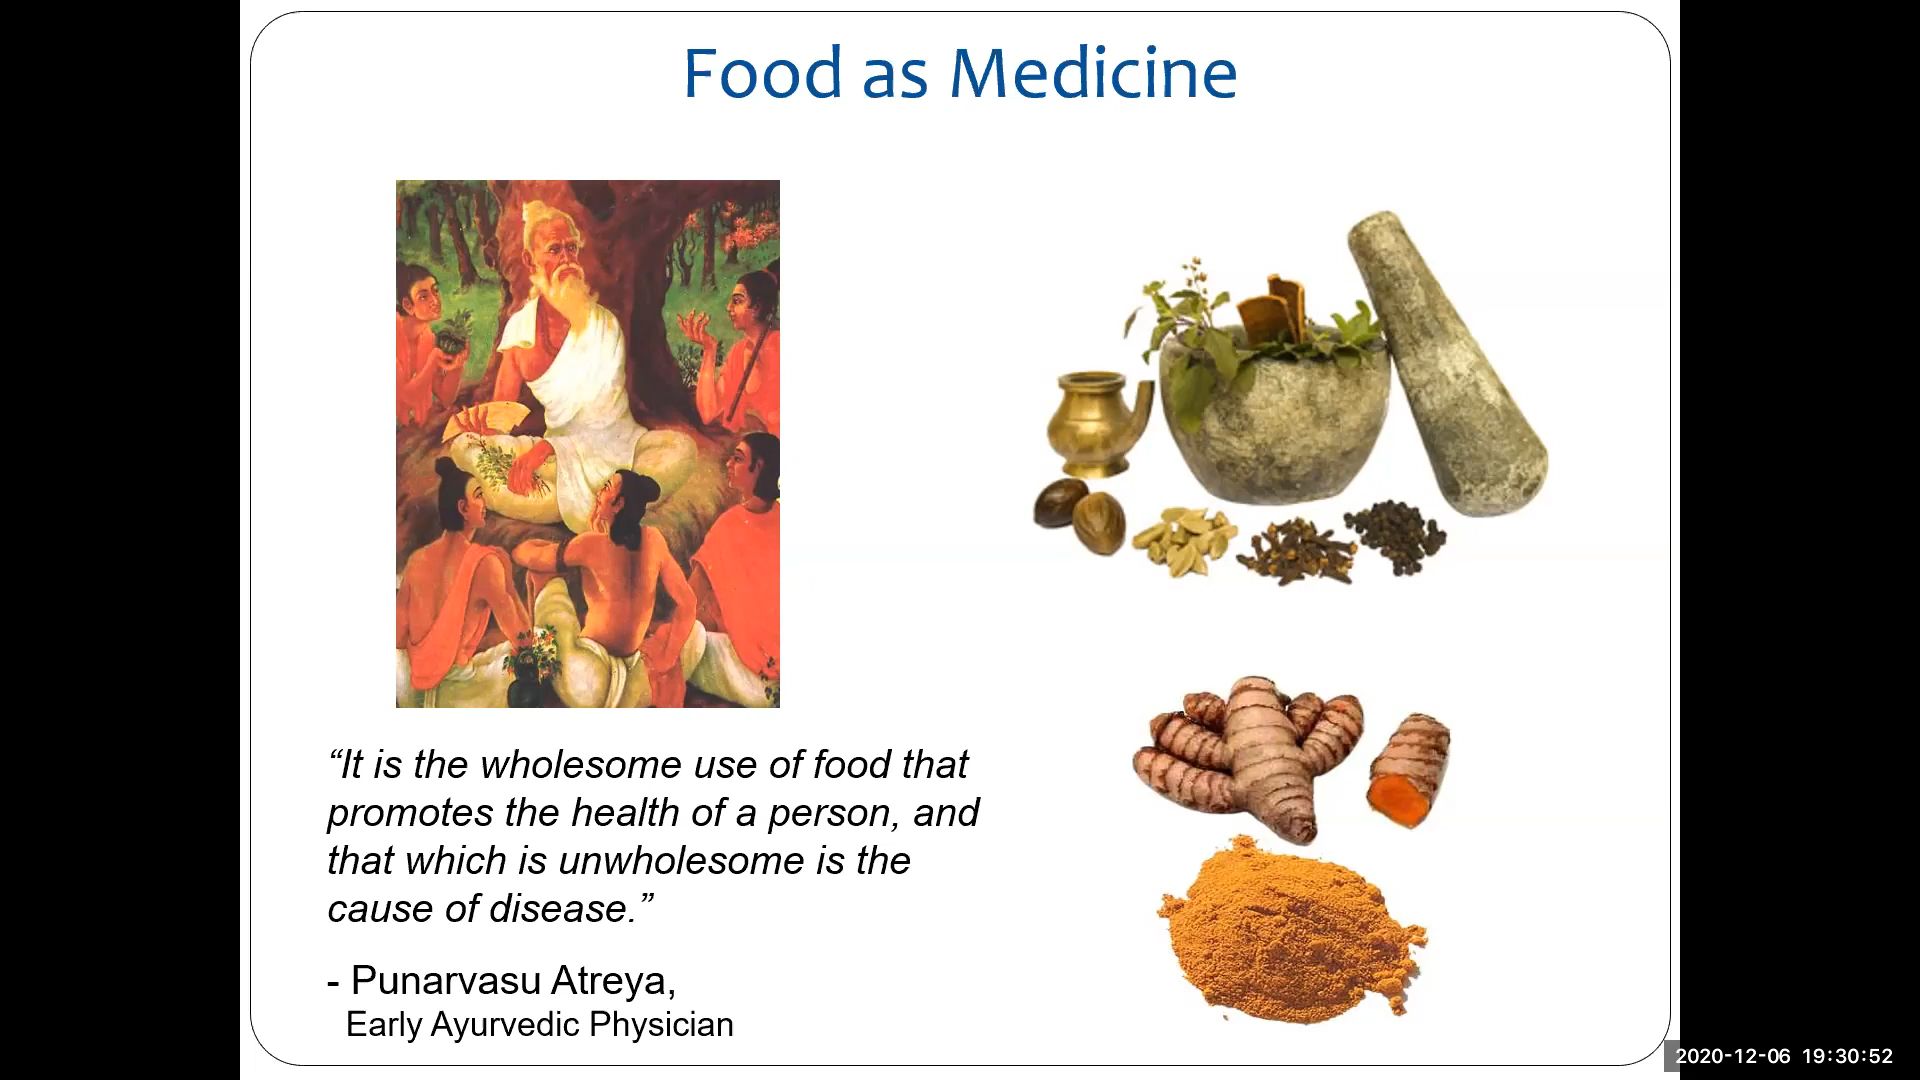 Food as Medicine
“It is the wholesome use of food that
promotes the health of a person, and
that which is unwholesome is the
cause of disease.”
- Punarvasu Atreya,
Early Ayurvedic Physician
2020-12-06 19:30:52